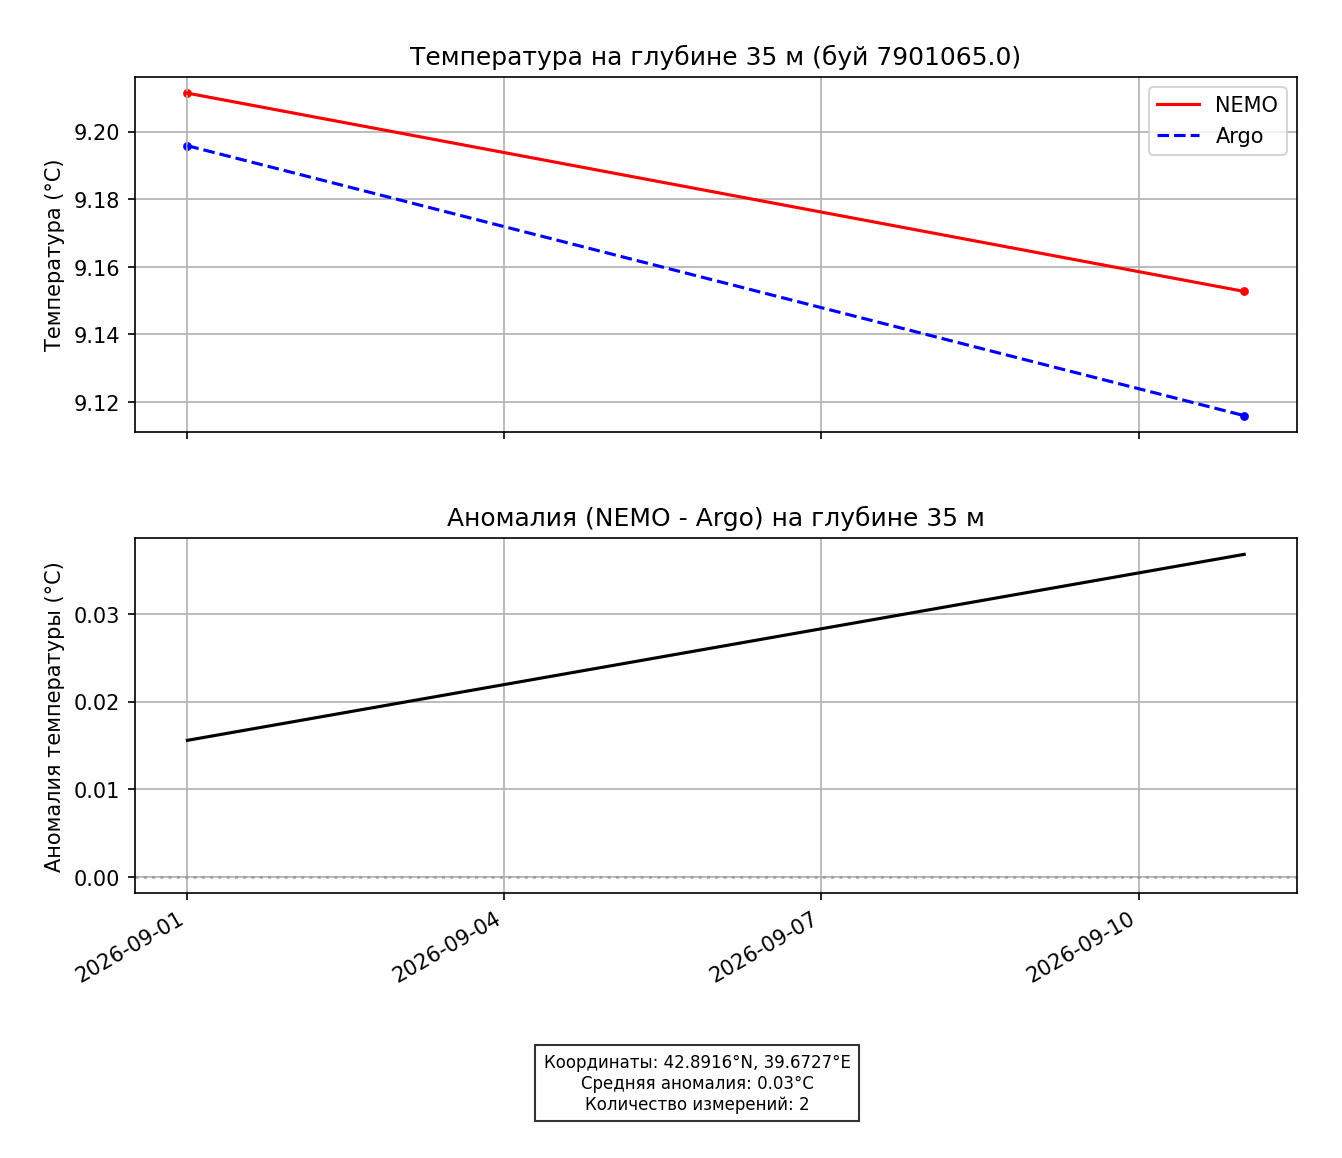 Температура на глубине 35 м (буй 7901065.0)
Температура (°C)
9.20
9.18
9.16
9.14
9.12
NEMO
Argo
Аномалия (NEMO - Argo) на глубине 35 м
Аномалия температуры (°C)
0.03
0.02
0.01
0.00
2026-09-01
2026-09-04
2026-09-07
2026-09-10
Координаты: 42.8916°N, 39.6727°E
Средняя аномалия: 0.03°C
Количество измерений: 2